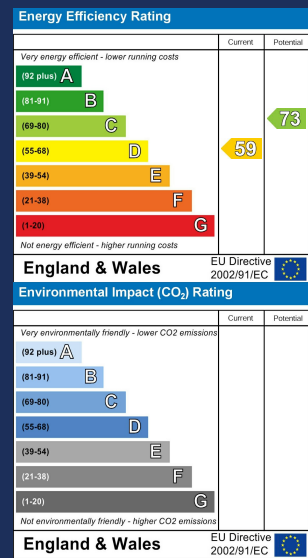 Energy Efficiency Rating
Current Potential
Very energy efficient - lower running costs
(92 plus) A
(81-91) B
(69-80) C
73
(55-68) D
59
(39-54) E
(21-38) F
(1-20) G
Not energy efficient - higher running costs
England & Wales
EU Directive
2002/91/EC
Environmental Impact (CO₂) Rating
Current Potential
Very environmentally friendly - lower CO2 emissions
(92 plus) A
(81-91) B
(69-80) C
(55-68) D
(39-54) E
(21-38) F
(1-20) G
Not environmentally friendly - higher CO2 emissions
England & Wales
EU Directive
2002/91/EC